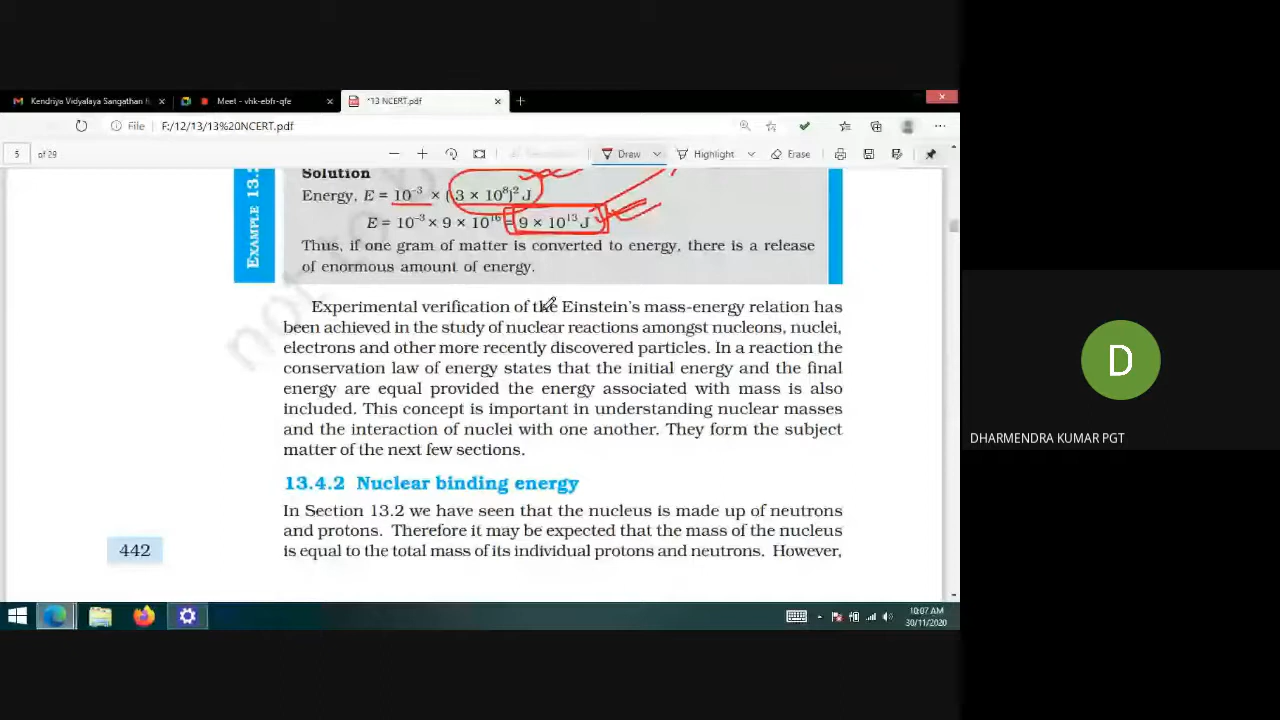 Kendriya Vidyalaya Sangathan
Meet - vhk-ebfr-qfe
*13 NCERT.pdf
File
F:/12/13/13%20NCERT.pdf
5 of 29
Draw
Highlight
Erase
EXAMPLE 13.
Solution
Energy, E = 10⁻³ × ( 3 × 10⁸)² J
E = 10⁻³ × 9 × 10¹⁶ = 9 × 10¹³ J
Thus, if one gram of matter is converted to energy, there is a release
of enormous amount of energy.
Experimental verification of the Einstein's mass-energy relation has
been achieved in the study of nuclear reactions amongst nucleons, nuclei,
electrons and other more recently discovered particles. In a reaction the
conservation law of energy states that the initial energy and the final
energy are equal provided the energy associated with mass is also
included. This concept is important in understanding nuclear masses
and the interaction of nuclei with one another. They form the subject
matter of the next few sections.
13.4.2 Nuclear binding energy
In Section 13.2 we have seen that the nucleus is made up of neutrons
and protons. Therefore it may be expected that the mass of the nucleus
is equal to the total mass of its individual protons and neutrons. However,
442
D
DHARMENDRA KUMAR PGT
10:07 AM
30/11/2020